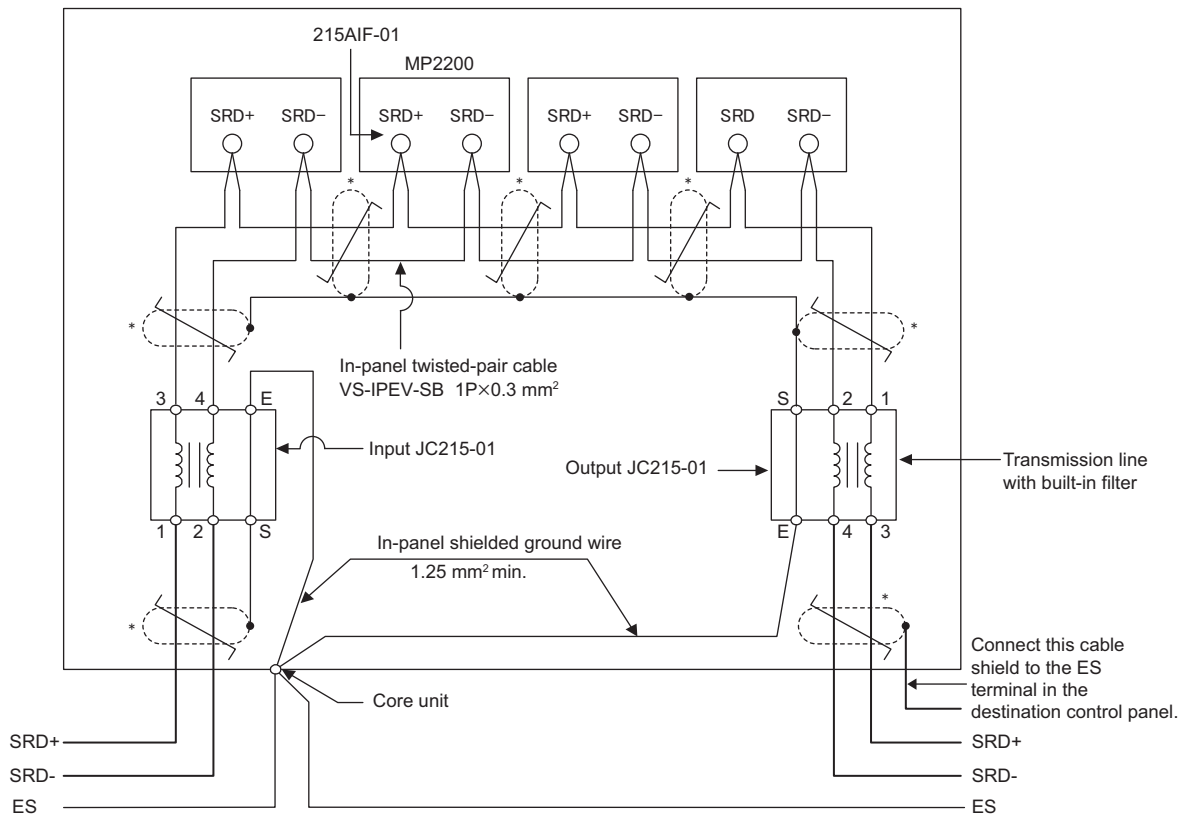 215AIF-01
MP2200
SRD+ SRD− SRD+ SRD− SRD+ SRD− SRD SRD−
* * *
* *
In-panel twisted-pair cable
VS-IPEV-SB 1P×0.3 mm²
3 4 E
S 2 1
Input JC215-01
Output JC215-01
Transmission line
with built-in filter
1 2 S
E 4 3
In-panel shielded ground wire
1.25 mm² min.
* *
Connect this cable
shield to the ES
terminal in the
destination control panel.
Core unit
SRD+ SRD+
SRD- SRD-
ES ES